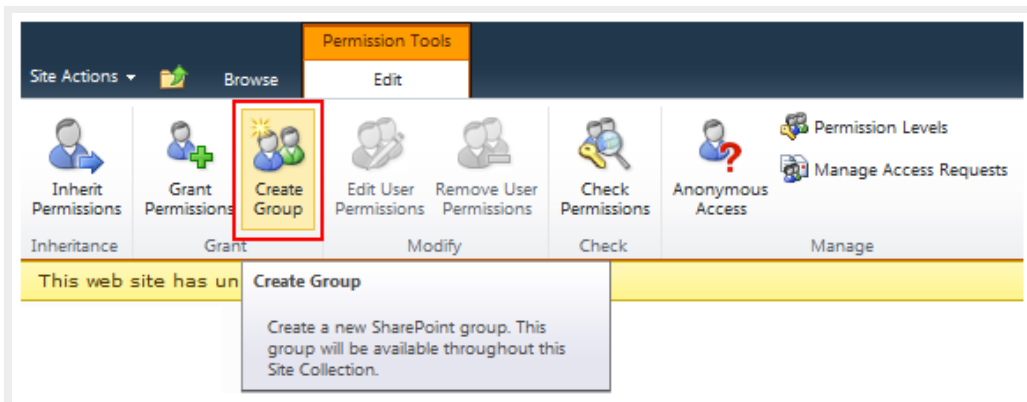 Permission Tools
Site Actions Browse Edit
Inherit Permissions
Grant Permissions
Create Group
Edit User Permissions
Remove User Permissions
Check Permissions
Anonymous Access
Permission Levels
Manage Access Requests
Inheritance Grant Modify Check Manage
This web site has un
Create Group
Create a new SharePoint group. This
group will be available throughout this
Site Collection.